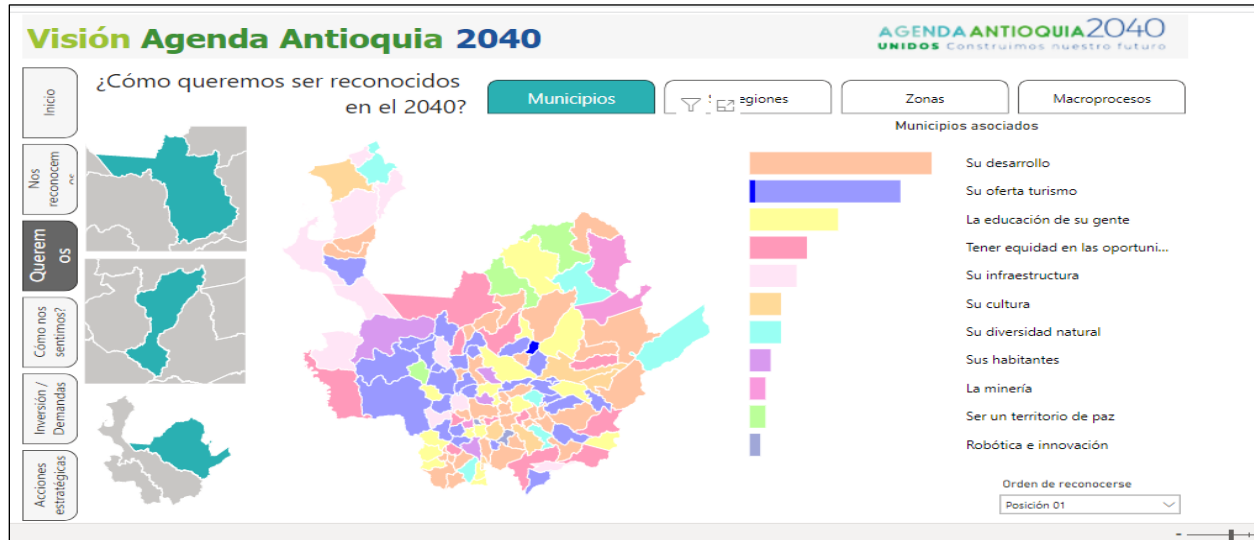 Visión Agenda Antioquia 2040
AGENDA ANTIOQUIA 2040
UNIDOS Construimos nuestro futuro
¿Cómo queremos ser reconocidos
en el 2040?
Municipios
egiones
Zonas
Macroprocesos
Inicio
Nos
reconocem
Querem
os
Cómo nos
sentimos?
Inversión /
Demandas
Acciones
estratégicas
Municipios asociados
Su desarrollo
Su oferta turismo
La educación de su gente
Tener equidad en las oportuni...
Su infraestructura
Su cultura
Su diversidad natural
Sus habitantes
La minería
Ser un territorio de paz
Robótica e innovación
Orden de reconocerse
Posición 01